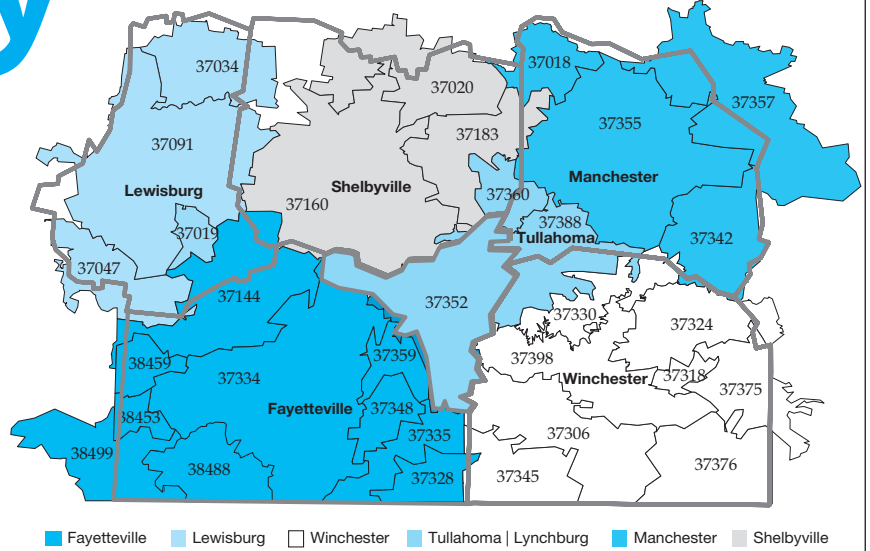 y
37034
37020
37018
37357
37091
37183
37355
Lewisburg
Shelbyville
Manchester
37160
37360
37019
37388
Tullahoma
37342
37047
37144
37352
37330
37324
38459
37334
37359
37398
37318
Winchester
37375
Fayetteville
37348
38453
37335
37306
38499
38488
37328
37345
37376
Fayetteville
Lewisburg
Winchester
Tullahoma | Lynchburg
Manchester
Shelbyville